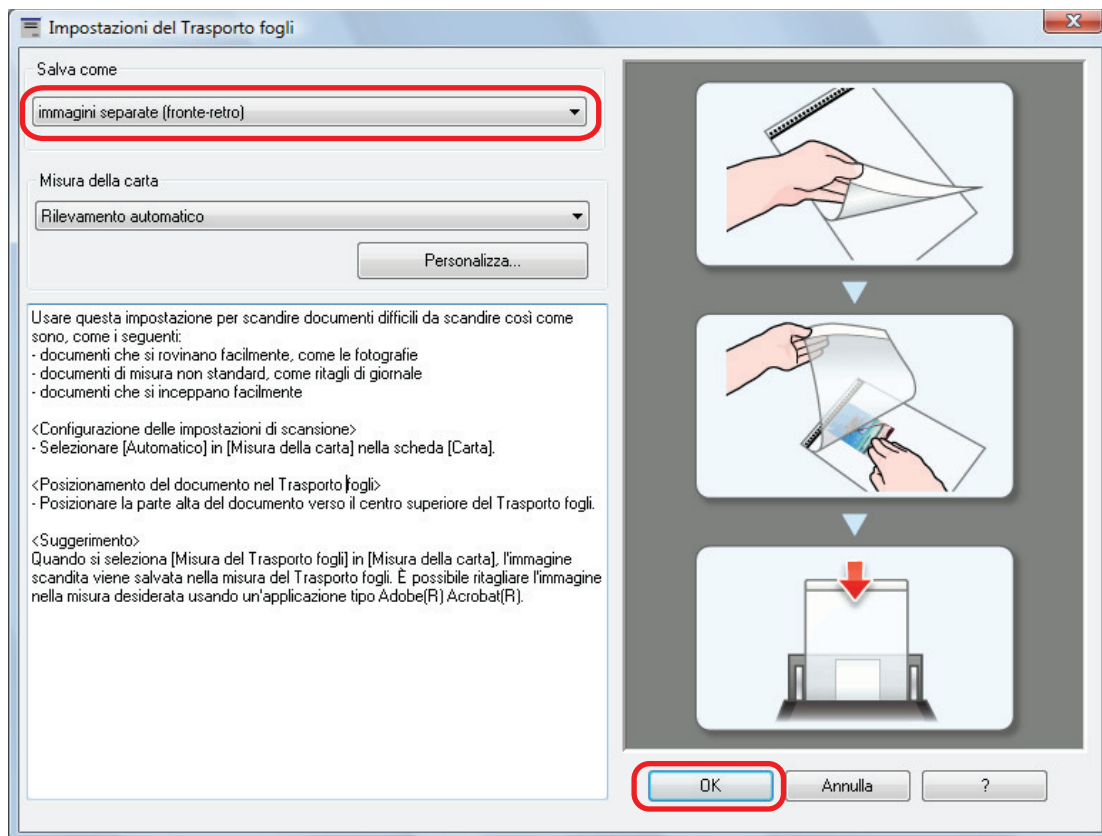 Impostazioni del Trasporto fogli
X
Salva come
immagini separate (fronte-retro)
Misura della carta
Rilevamento automatico
Personalizza...
Usare questa impostazione per scandire documenti difficili da scandire così come
sono, come i seguenti:
- documenti che si rovinano facilmente, come le fotografie
- documenti di misura non standard, come ritagli di giornale
- documenti che si inceppano facilmente
<Configurazione delle impostazioni di scansione>
- Selezionare [Automatico] in [Misura della carta] nella scheda [Carta].
<Posizionamento del documento nel Trasporto fogli>
- Posizionare la parte alta del documento verso il centro superiore del Trasporto fogli.
<Suggerimento>
Quando si seleziona [Misura del Trasporto fogli] in [Misura della carta], l'immagine
scandita viene salvata nella misura del Trasporto fogli. È possibile ritagliare l'immagine
nella misura desiderata usando un'applicazione tipo Adobe(R) Acrobat(R).
OK
Annulla
?